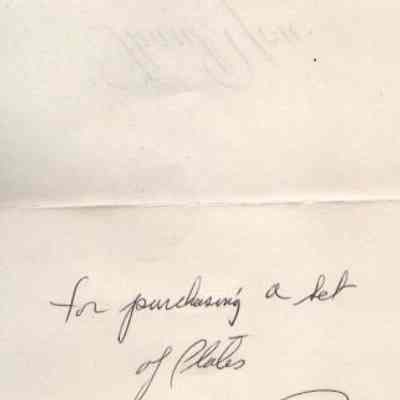 for purchasing a set
of Plates